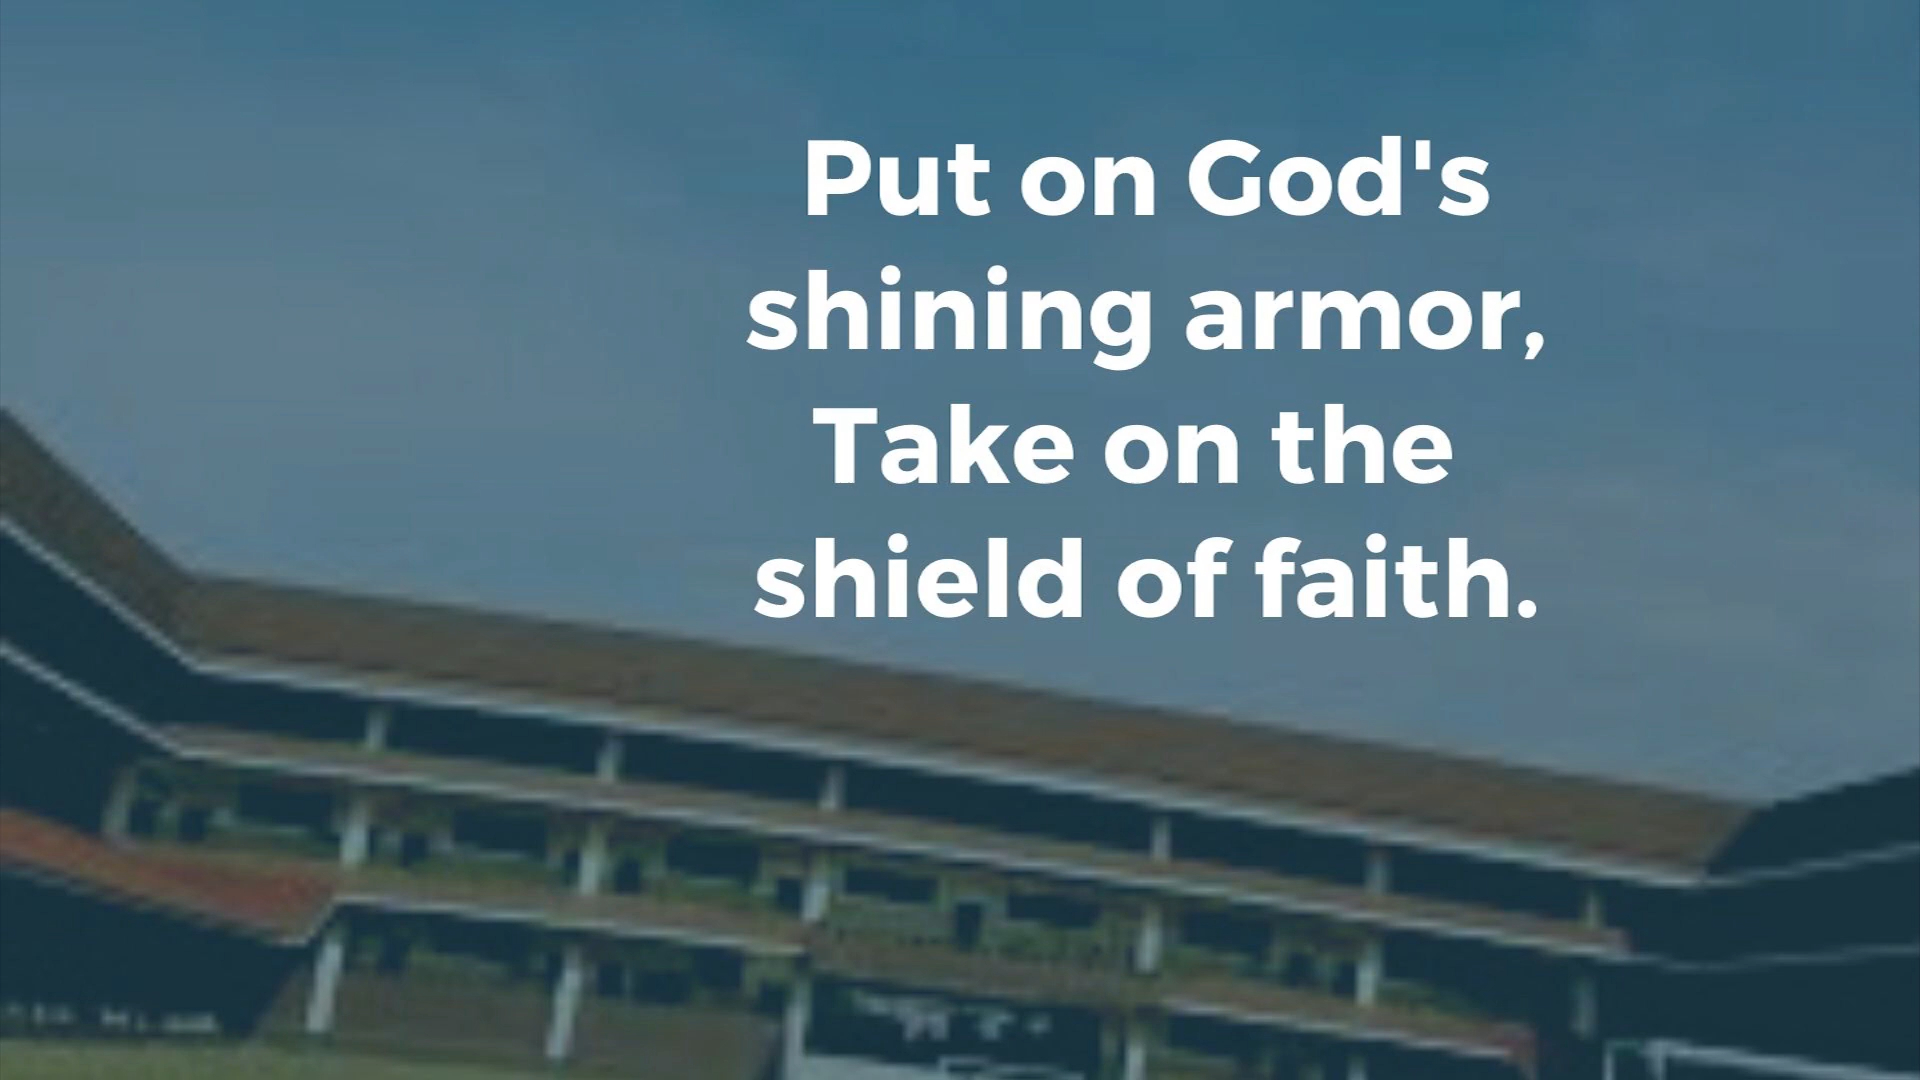 Put on God's
shining armor,
Take on the
shield of faith.